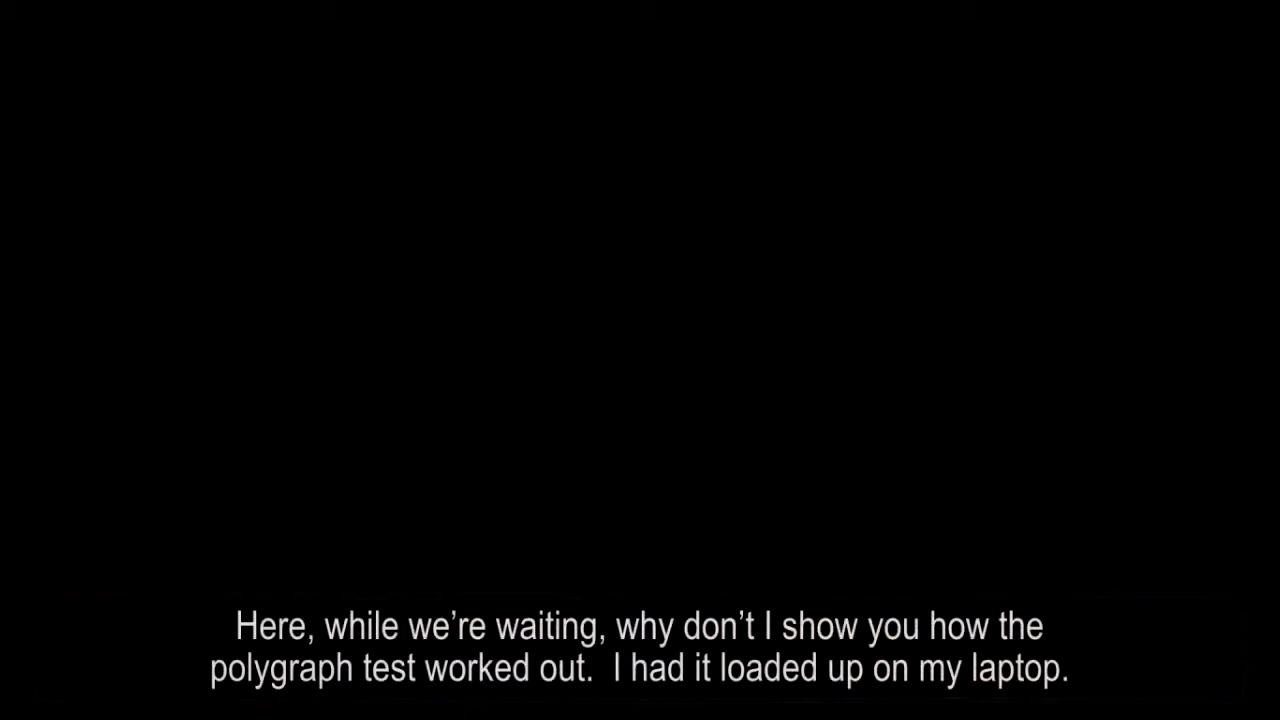 Here, while we’re waiting, why don’t I show you how the
polygraph test worked out.  I had it loaded up on my laptop.